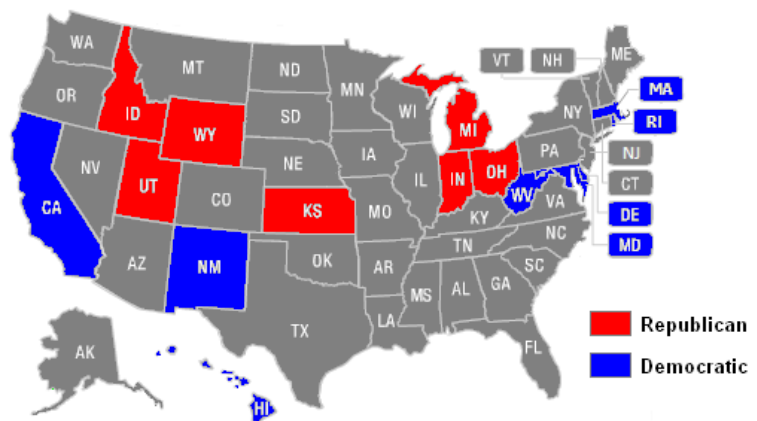 WA
MT
ND
MN
VT
NH
ME
OR
ID
SD
WI
MI
NY
MA
RI
WY
NE
IA
PA
NJ
NV
UT
CO
IL
IN
OH
CT
CA
KS
MO
KY
WV
VA
DE
MD
AZ
NM
OK
AR
TN
NC
SC
TX
LA
MS
AL
GA
FL
AK
HI
Republican
Democratic